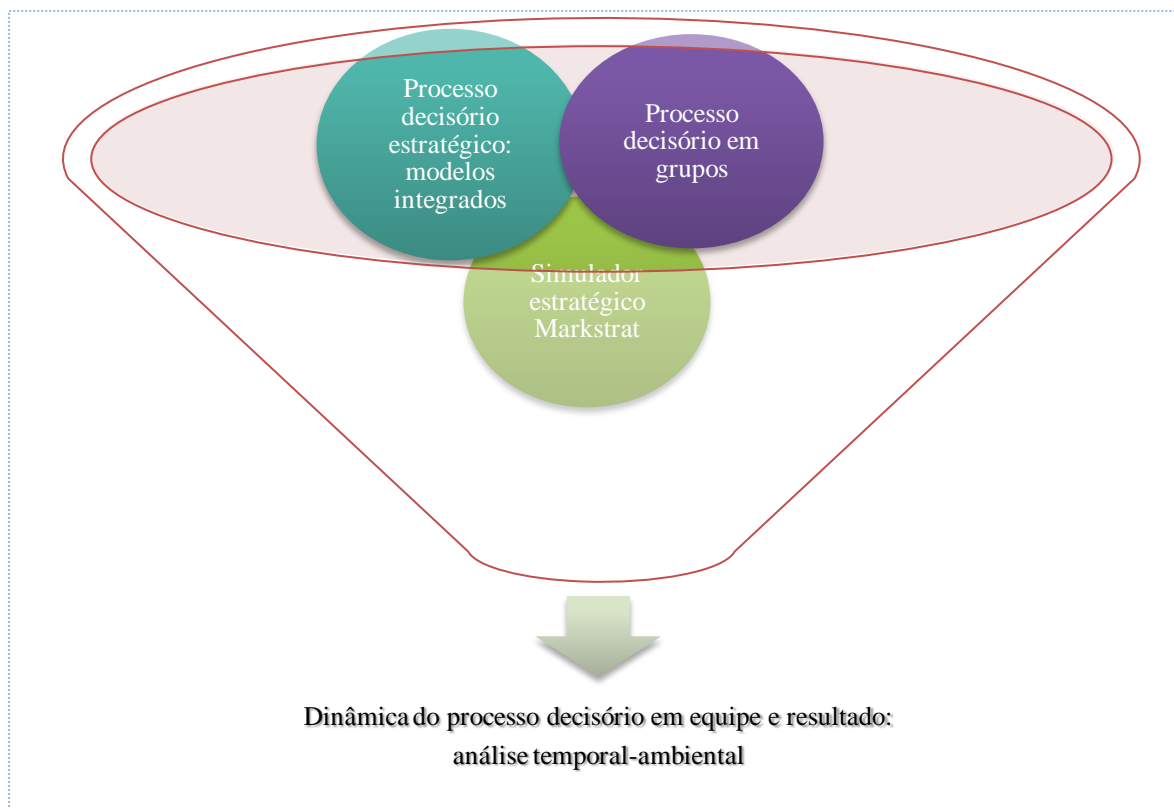 Processo
decisório
estratégico:
modelos
integrados
Processo
decisório em
grupos
Simulador
estratégico
Markstrat
Dinâmica do processo decisório em equipe e resultado:
análise temporal-ambiental